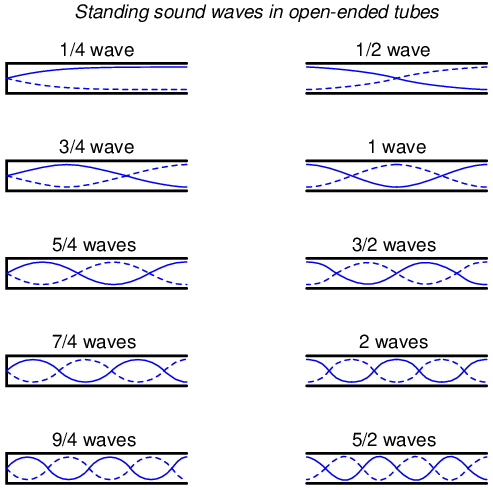 Standing sound waves in open-ended tubes
1/4 wave
1/2 wave
3/4 wave
1 wave
5/4 waves
3/2 waves
7/4 waves
2 waves
9/4 waves
5/2 waves